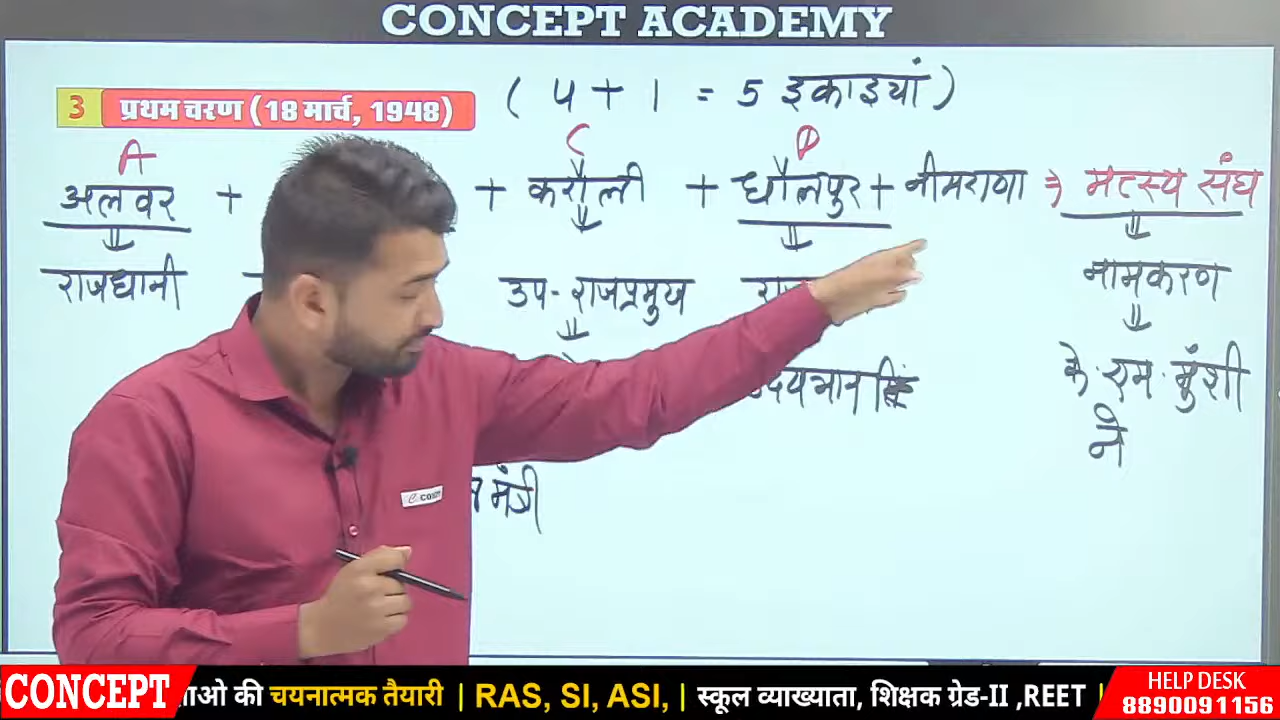 CONCEPT ACADEMY
3 प्रथम चरण (18 मार्च, 1948) ( 4 + 1 = 5 इकाइयां )
A C D
अलवर + + करौली + धौलपुर + नीमराणा ⇒ मत्स्य संघ
राजधानी उप-राजप्रमुख नामकरण
उदयभान सिंह के. एम. मुंशी
ने
मंत्री
CONCEPT
CONCEPT की चयनात्मक तैयारी | RAS, SI, ASI, | स्कूल व्याख्याता, शिक्षक ग्रेड-II ,REET | HELP DESK
8890091156